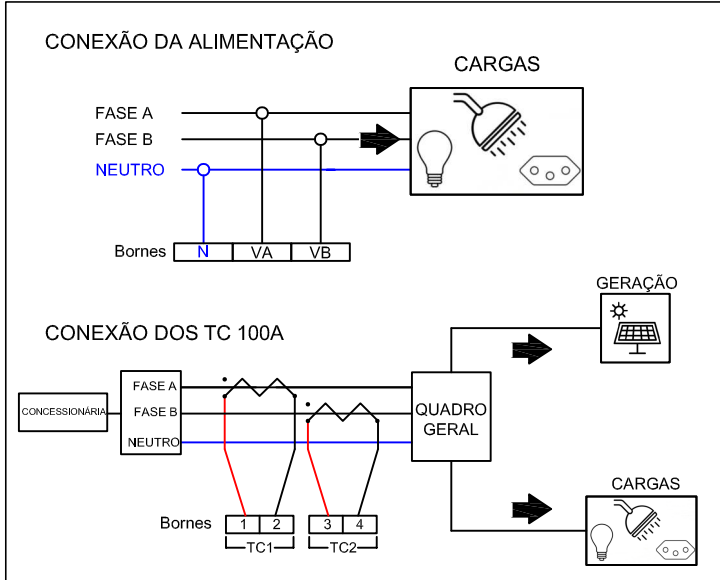 CONEXÃO DA ALIMENTAÇÃO
CARGAS
FASE A
FASE B
NEUTRO
Bornes N VA VB
GERAÇÃO
CONEXÃO DOS TC 100A
CONCESSIONÁRIA
FASE A
FASE B
NEUTRO
QUADRO
GERAL
CARGAS
Bornes 1 2 3 4
TC1 TC2